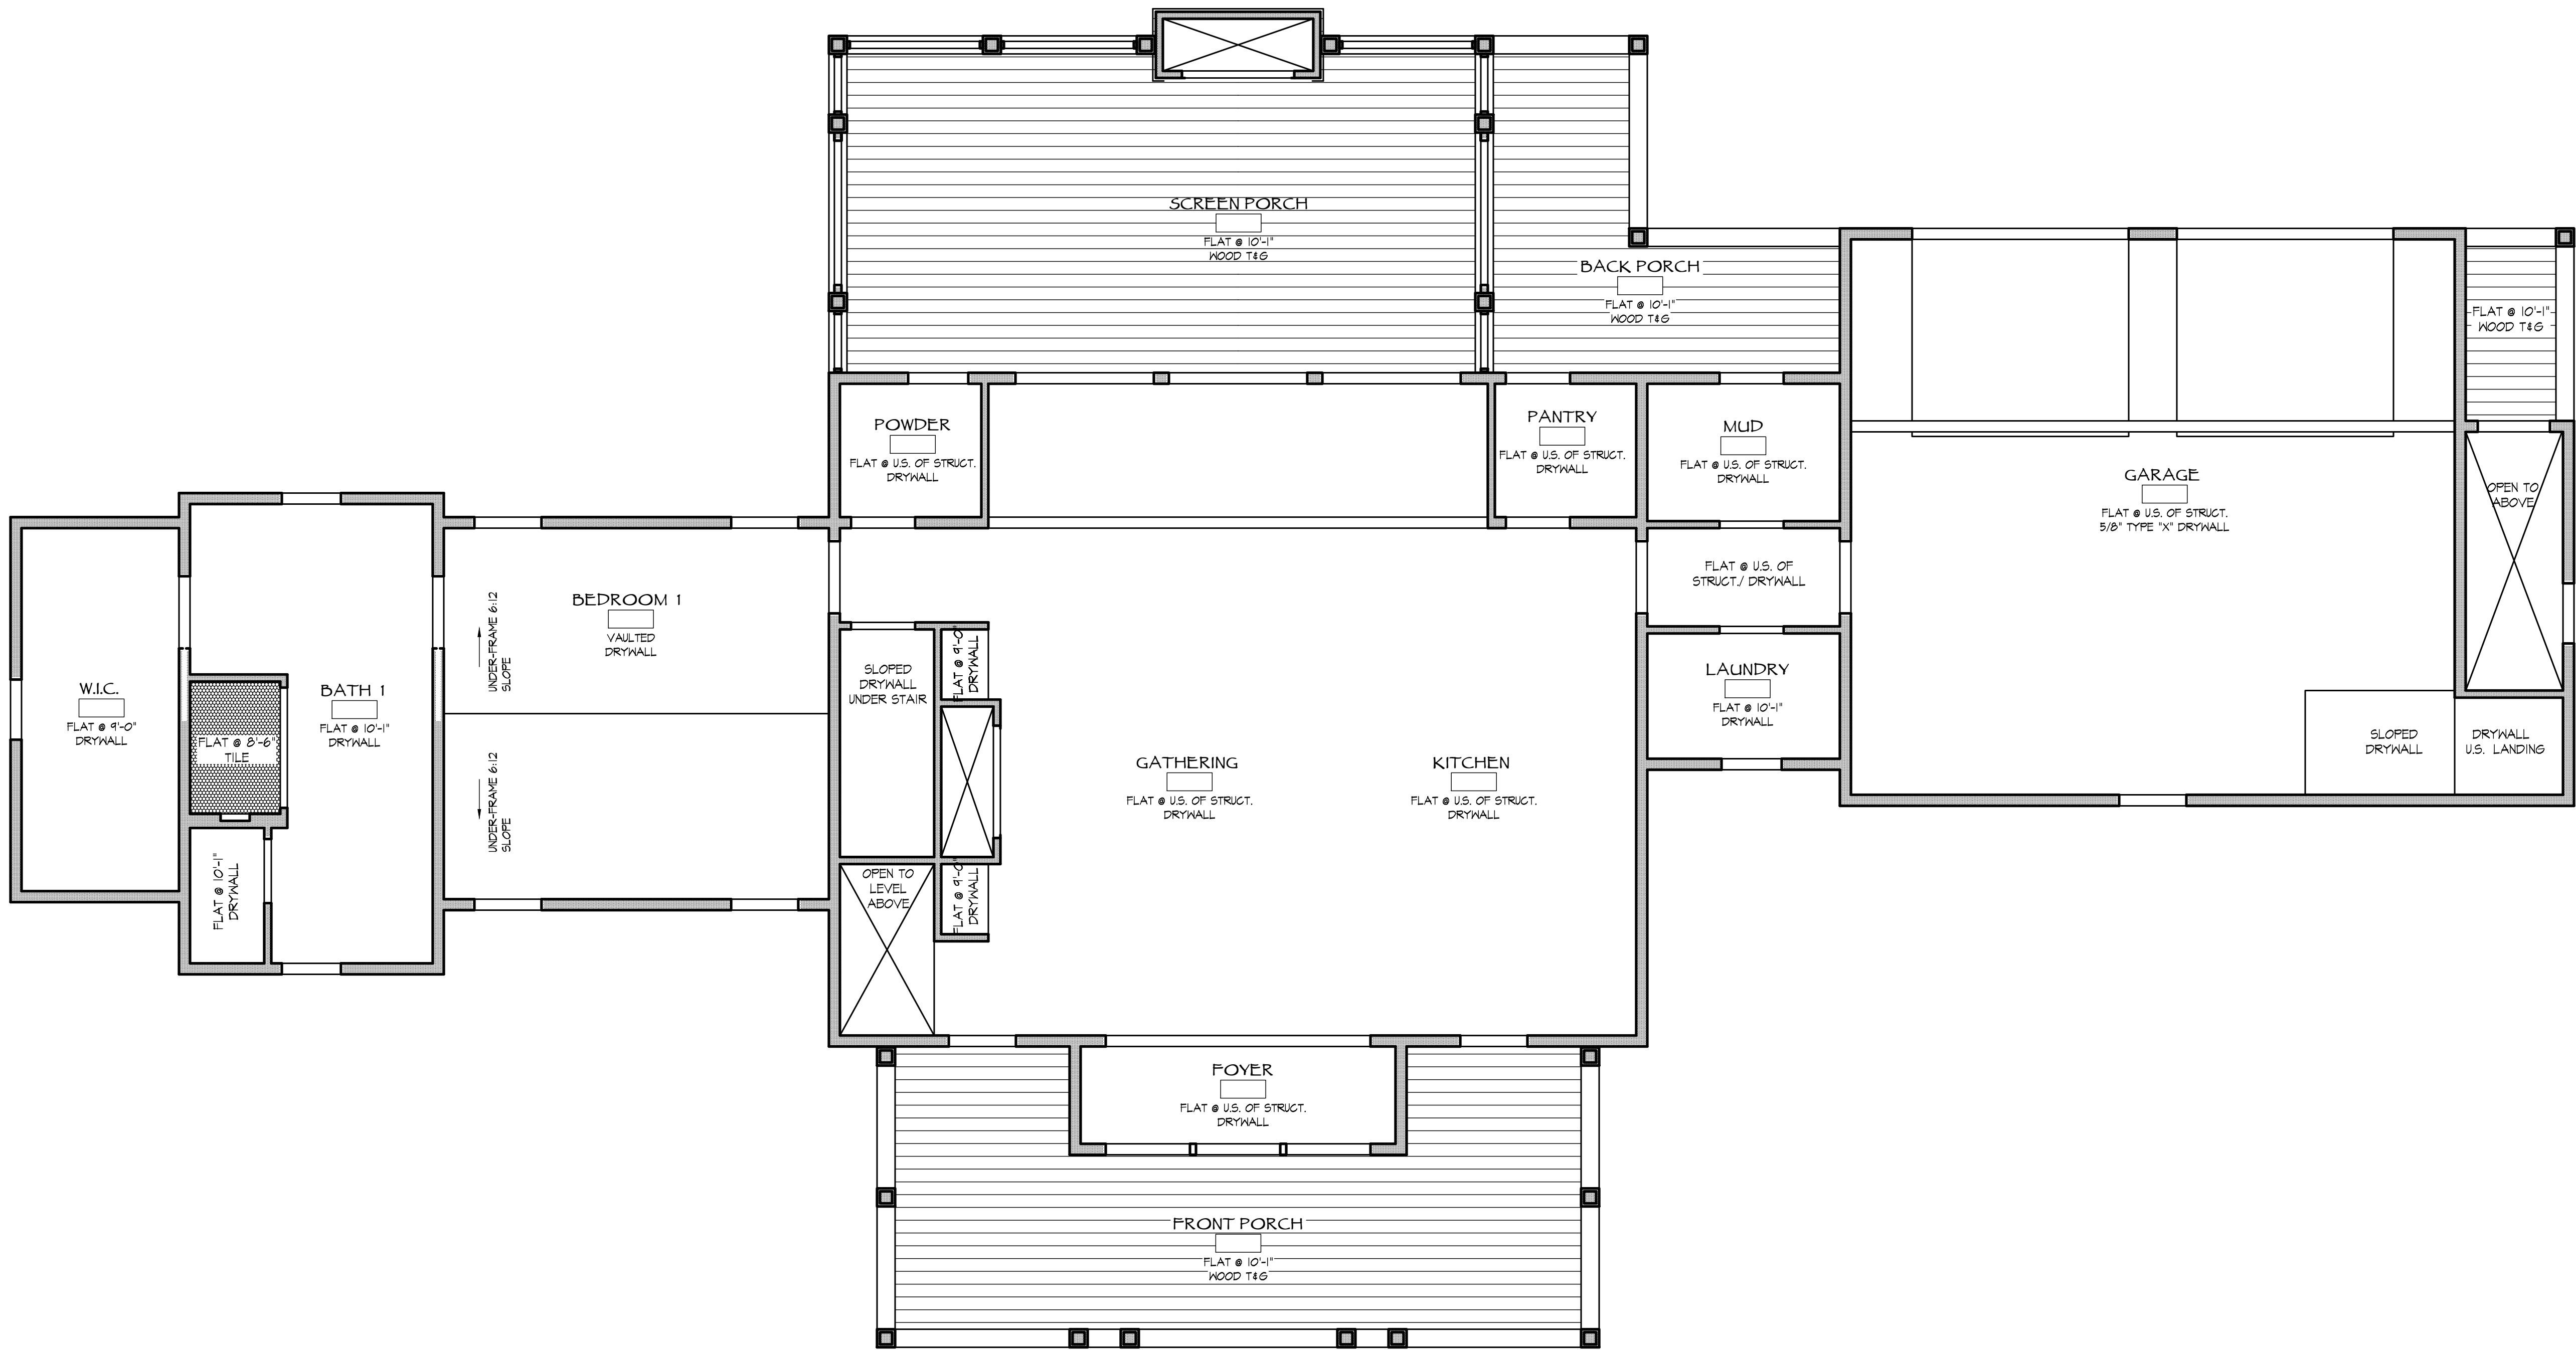 SCREEN PORCH
FLAT @ 10'-1"
WOOD T&G
BACK PORCH
FLAT @ 10'-1"
WOOD T&G
FLAT @ 10'-1"
WOOD T&G
POWDER
FLAT @ U.S. OF STRUCT.
DRYWALL
PANTRY
FLAT @ U.S. OF STRUCT.
DRYWALL
MUD
FLAT @ U.S. OF STRUCT.
DRYWALL
GARAGE
FLAT @ U.S. OF STRUCT.
5/8" TYPE "X" DRYWALL
OPEN TO
ABOVE
FLAT @ U.S. OF
STRUCT./ DRYWALL
W.I.C.
FLAT @ 9'-0"
DRYWALL
FLAT @ 8'-6"
TILE
BATH 1
FLAT @ 10'-1"
DRYWALL
FLAT @ 10'-1"
DRYWALL
UNDER-FRAME 6:12
SLOPE
BEDROOM 1
VAULTED
DRYWALL
UNDER-FRAME 6:12
SLOPE
SLOPED
DRYWALL
UNDER STAIR
FLAT @ 9'-0"
DRYWALL
FLAT @ 9'-0"
DRYWALL
OPEN TO
LEVEL
ABOVE
GATHERING
FLAT @ U.S. OF STRUCT.
DRYWALL
KITCHEN
FLAT @ U.S. OF STRUCT.
DRYWALL
LAUNDRY
FLAT @ 10'-1"
DRYWALL
SLOPED
DRYWALL
DRYWALL
U.S. LANDING
FOYER
FLAT @ U.S. OF STRUCT.
DRYWALL
FRONT PORCH
FLAT @ 10'-1"
WOOD T&G